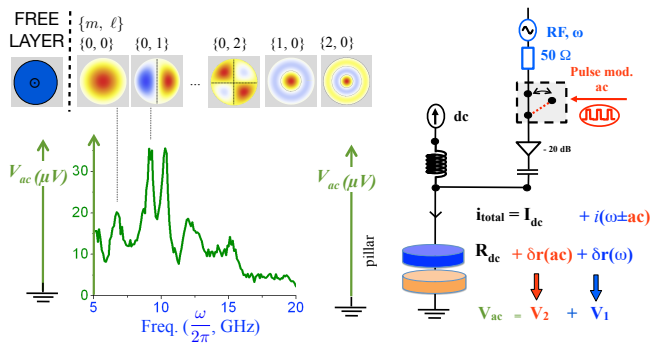 FREE
LAYER
{m, ℓ}
{0, 0} {0, 1} {0, 2} {1, 0} {2, 0}
...
V_ac (μV)
30
20
10
0
5 10 15 20
Freq. (ω/2π, GHz)
V_ac (μV)
RF, ω
50 Ω
Pulse mod.
ac
dc
- 20 dB
pillar
i_total = I_dc + i(ω±ac)
R_dc + δr(ac) + δr(ω)
V_ac = V_2 + V_1